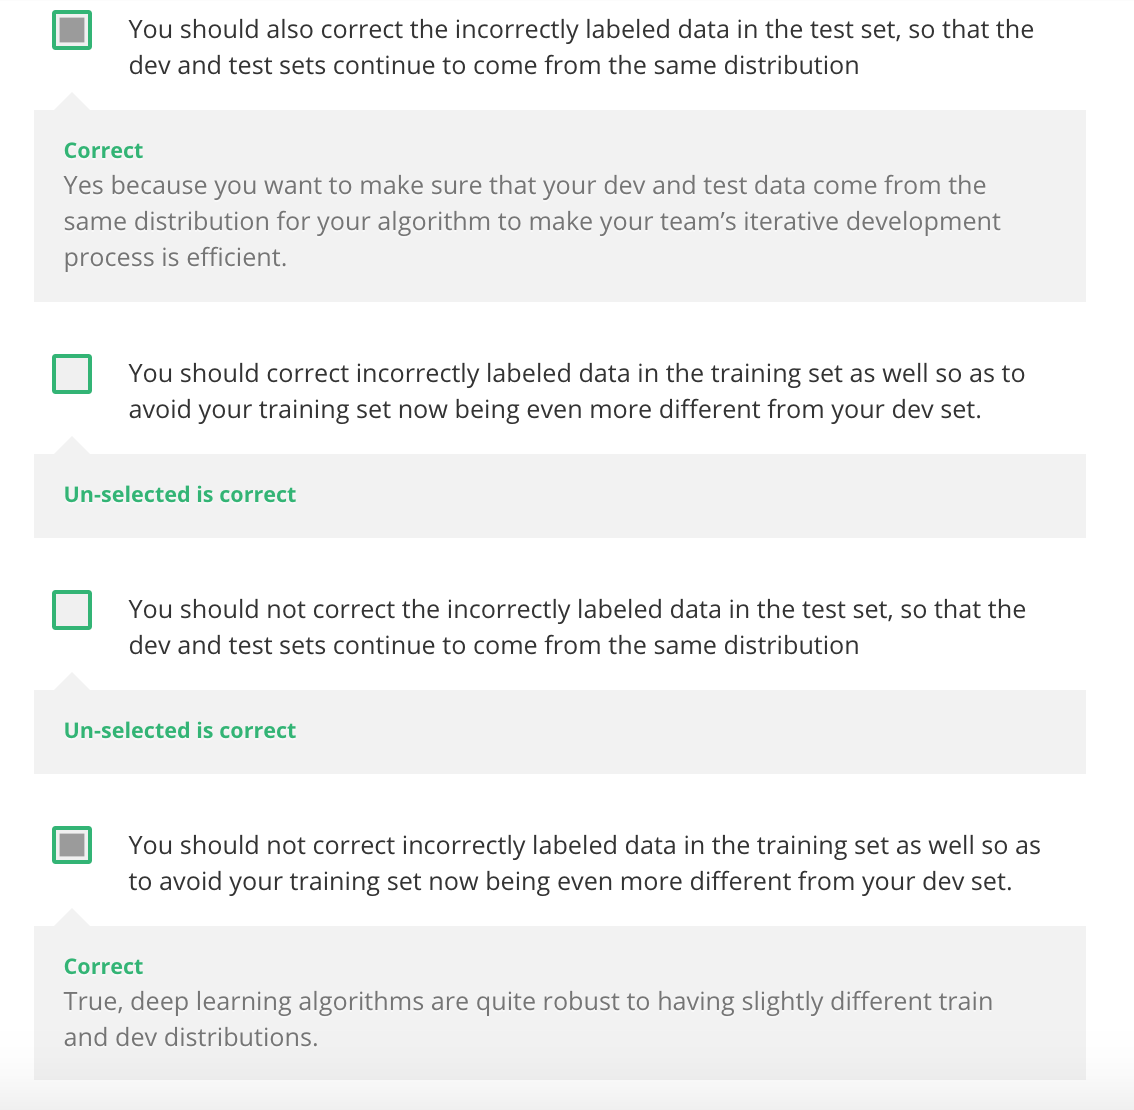 You should also correct the incorrectly labeled data in the test set, so that the
dev and test sets continue to come from the same distribution
Correct
Yes because you want to make sure that your dev and test data come from the
same distribution for your algorithm to make your team’s iterative development
process is efficient.
You should correct incorrectly labeled data in the training set as well so as to
avoid your training set now being even more different from your dev set.
Un-selected is correct
You should not correct the incorrectly labeled data in the test set, so that the
dev and test sets continue to come from the same distribution
Un-selected is correct
You should not correct incorrectly labeled data in the training set as well so as
to avoid your training set now being even more different from your dev set.
Correct
True, deep learning algorithms are quite robust to having slightly different train
and dev distributions.